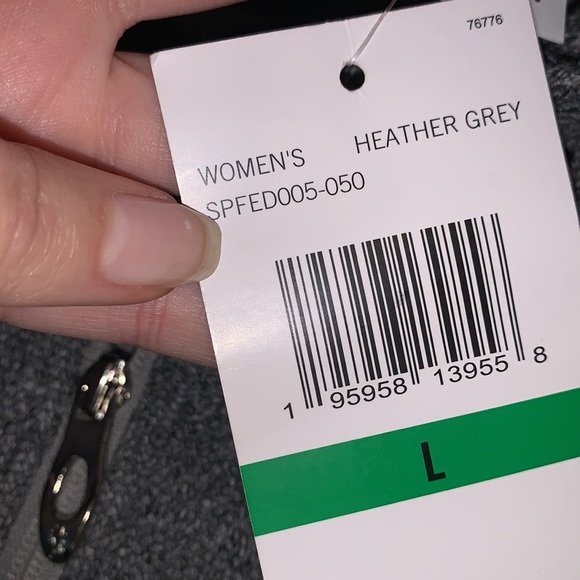 76776
WOMEN'S HEATHER GREY
SPFED005-050
1 95958 13955 8
L